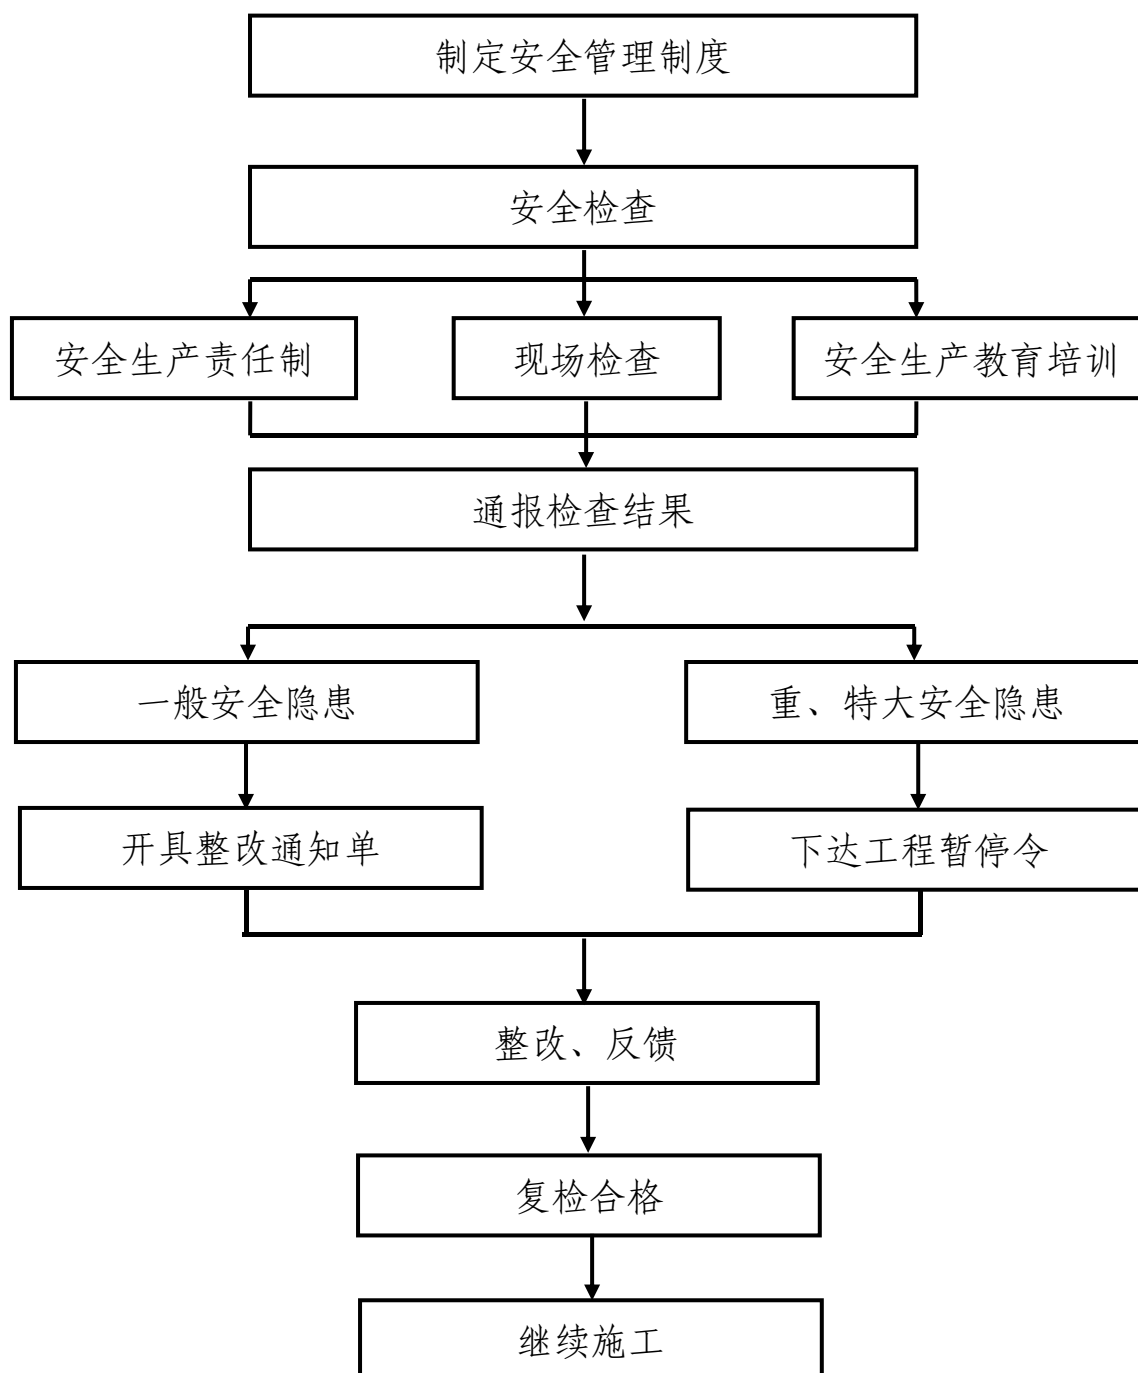 制定安全管理制度
安全检查
安全生产责任制
现场检查
安全生产教育培训
通报检查结果
一般安全隐患
重、特大安全隐患
开具整改通知单
下达工程暂停令
整改、反馈
复检合格
继续施工